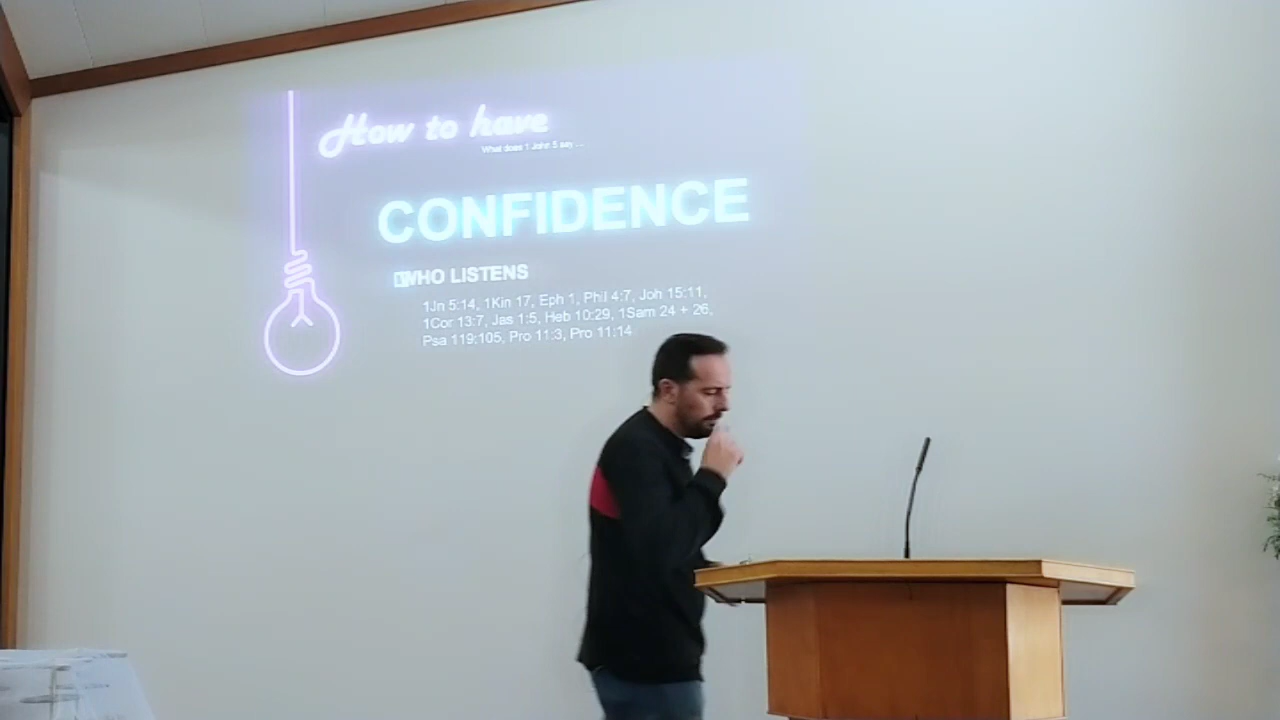 How to have
What does 1 John 5 say ...
CONFIDENCE
WHO LISTENS
1Jn 5:14, 1Kin 17, Eph 1, Phil 4:7, Joh 15:11,
1Cor 13:7, Jas 1:5, Heb 10:29, 1Sam 24 + 26,
Psa 119:105, Pro 11:3, Pro 11:14